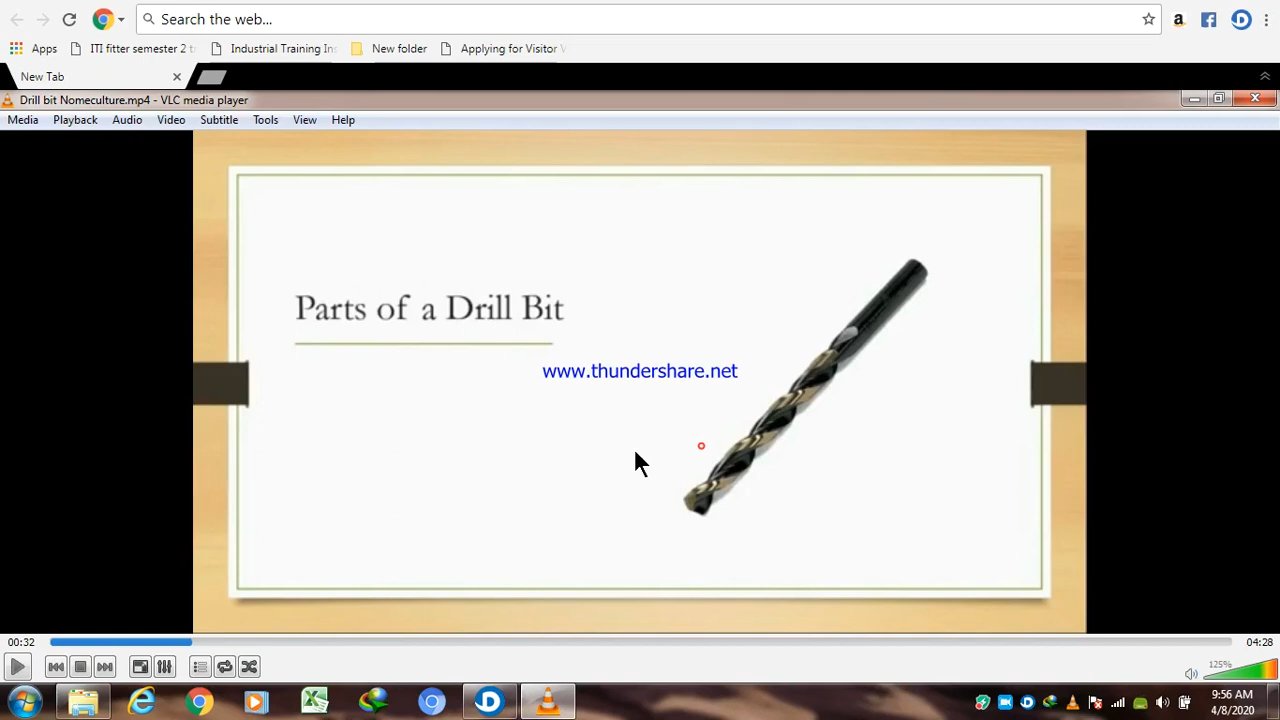 Search the web...
Apps
ITI fitter semester 2 t
Industrial Training In
New folder
Applying for Visitor V
New Tab
Drill bit Nomeculture.mp4 - VLC media player
Media Playback Audio Video Subtitle Tools View Help
Parts of a Drill Bit
www.thundershare.net
00:32
04:28
125%
9:56 AM
4/8/2020